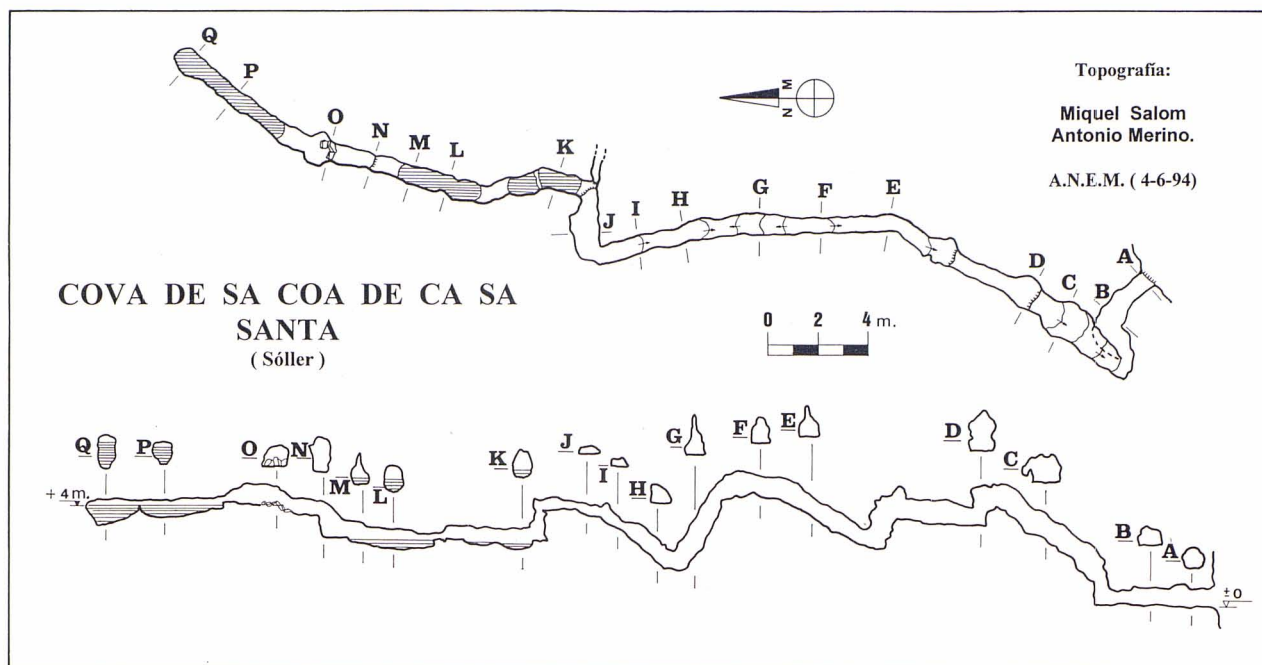 Q
P
O
N
M
L
K
J
I
H
G
F
E
D
C
B
A
N M
Topografía:
Miquel Salom
Antonio Merino.
A.N.E.M. ( 4-6-94)
COVA DE SA COA DE CA SA
SANTA
( Sóller )
0 2 4 m.
Q
P
O
N
M
L
K
J
I
H
G
F
E
D
C
B
A
+ 4 m.
±0